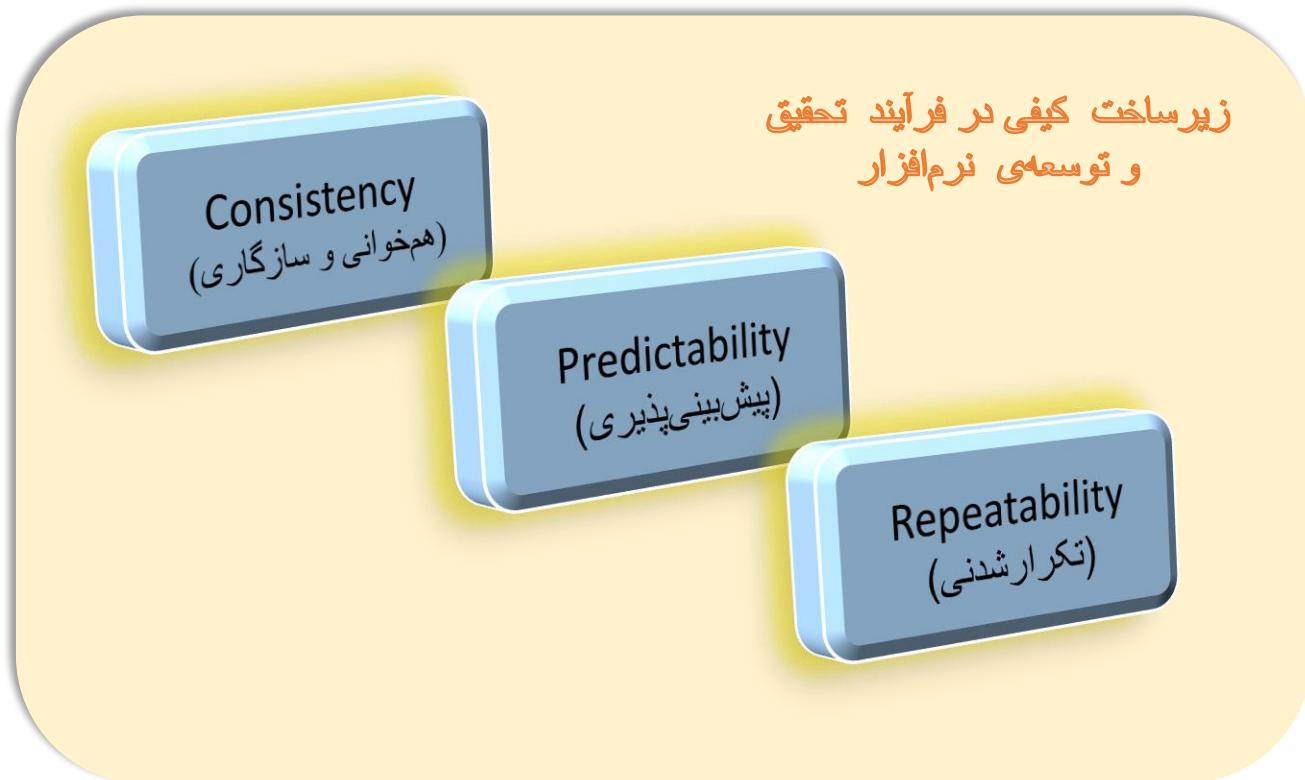 زیرساخت کیفی در فرآیند تحقیق
و توسعه‌ی نرم‌افزار
Consistency
(هم‌خوانی و سازگاری)
Predictability
(پیش‌بینی‌پذیری)
Repeatability
(تکرارشدنی)